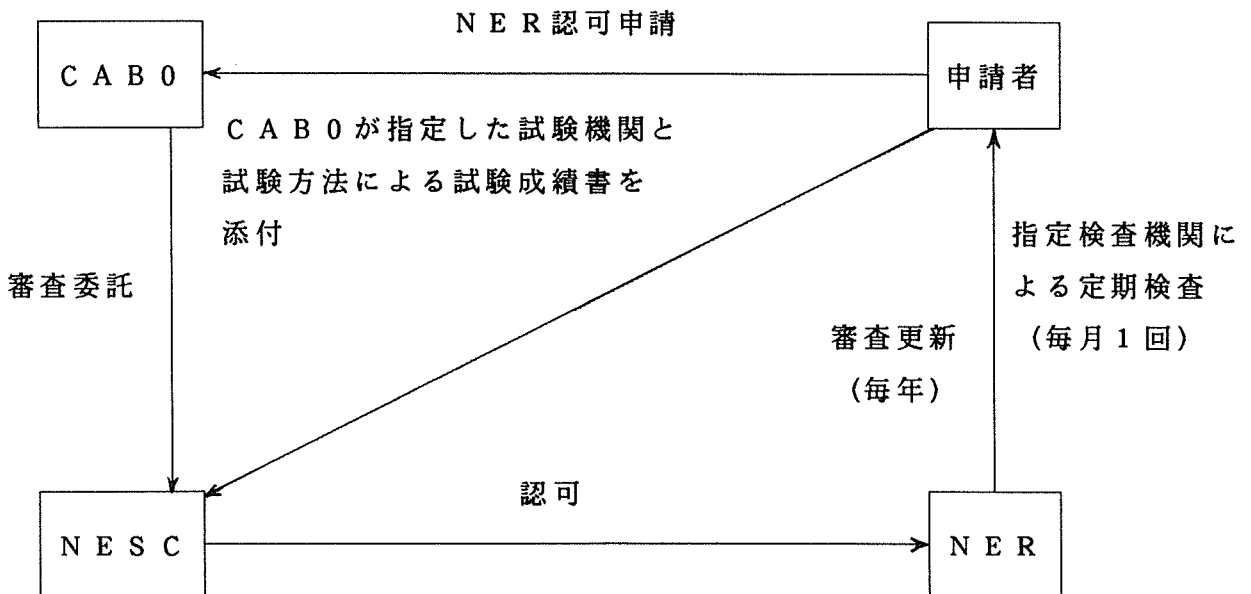 NER認可申請
CAB0
申請者
CAB0が指定した試験機関と
試験方法による試験成績書を
添付
審査委託
指定検査機関に
よる定期検査
(毎月1回)
審査更新
(毎年)
認可
NESC
NER